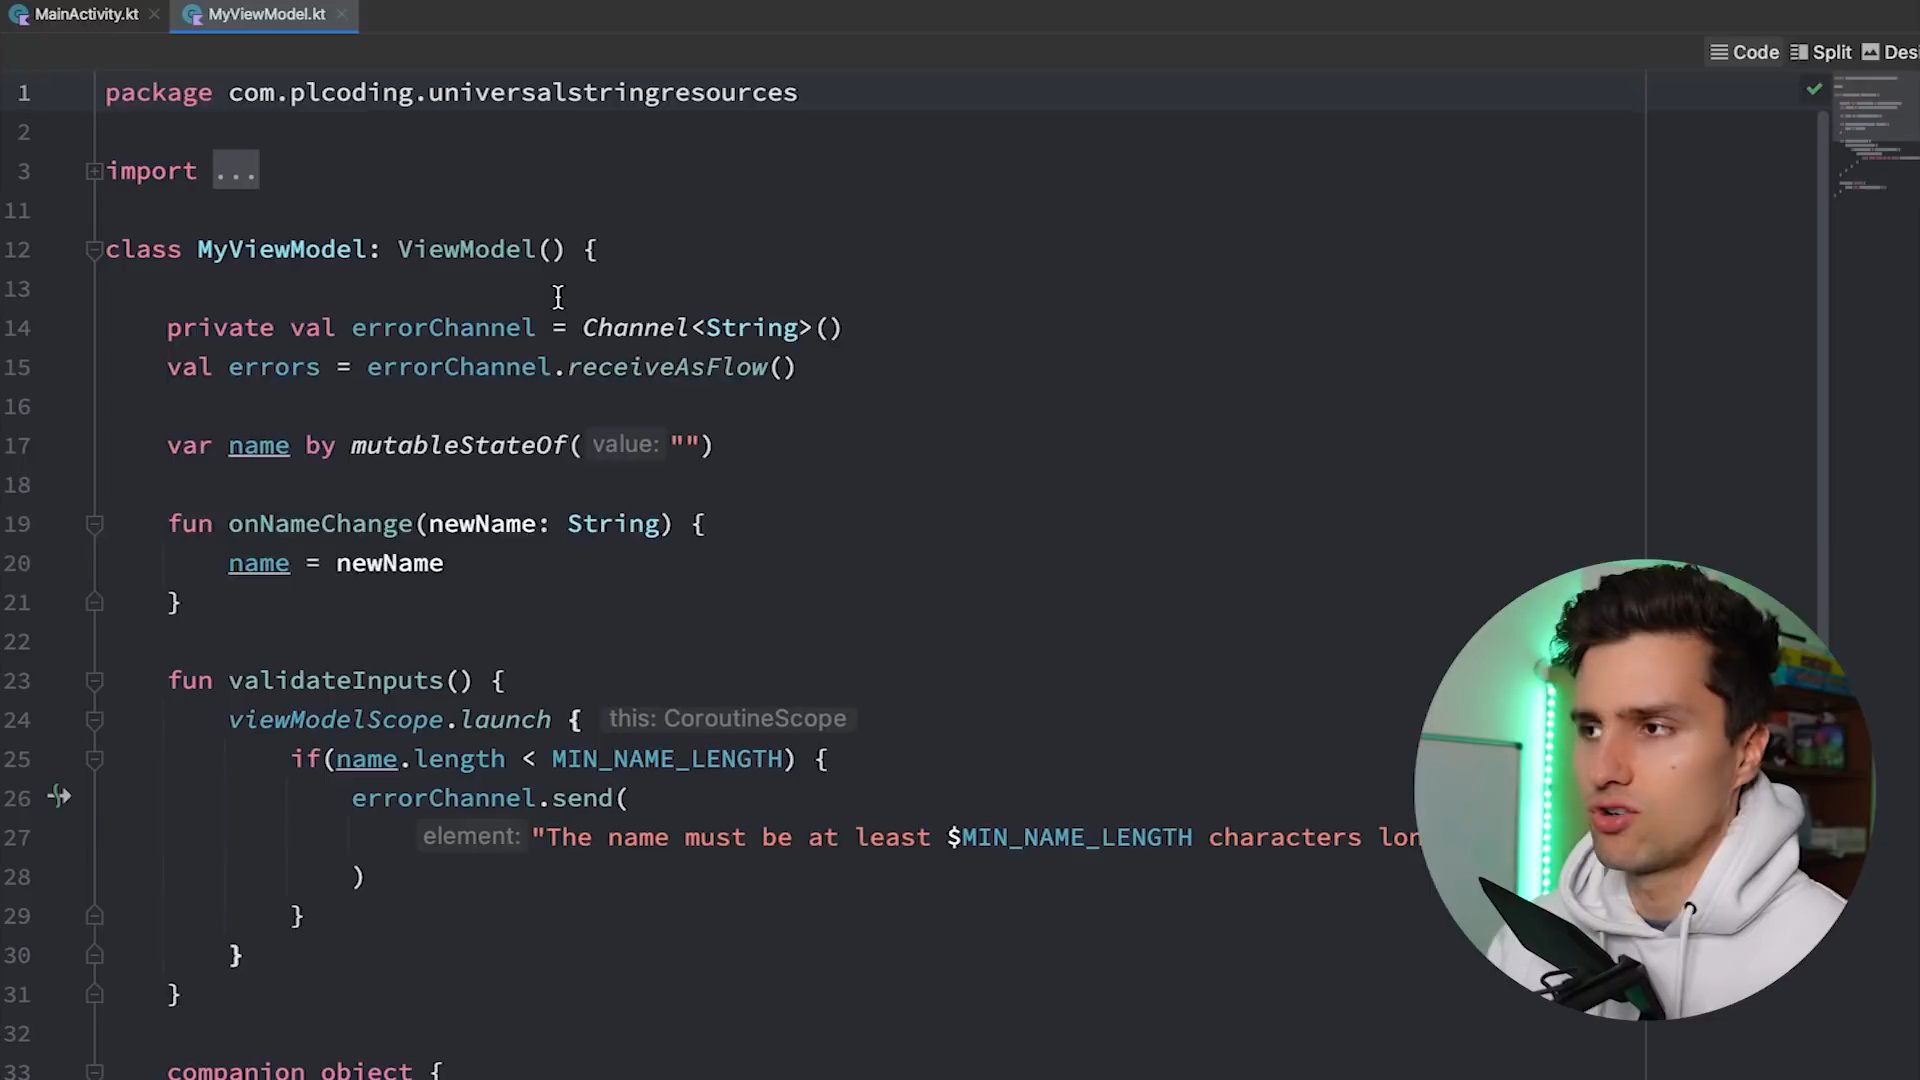 MainActivity.kt
MyViewModel.kt
Code
Split
Desi
1 package com.plcoding.universalstringresources
2
3 import ...
11
12 class MyViewModel: ViewModel() {
13
14 private val errorChannel = Channel<String>()
15 val errors = errorChannel.receiveAsFlow()
16
17 var name by mutableStateOf( value: "")
18
19 fun onNameChange(newName: String) {
20 name = newName
21 }
22
23 fun validateInputs() {
24 viewModelScope.launch { this: CoroutineScope
25 if(name.length < MIN_NAME_LENGTH) {
26 errorChannel.send(
27 element: "The name must be at least $MIN_NAME_LENGTH characters lon
28 )
29 }
30 }
31 }
32
33 companion object {